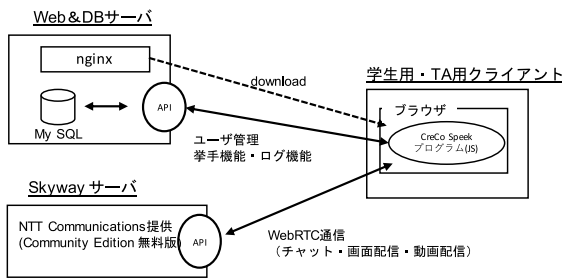 Web＆DBサーバ
nginx
My SQL
API
download
ユーザ管理
挙手機能・ログ機能
学生用・TA用クライアント
ブラウザ
CreCo Speek
プログラム(JS)
Skyway サーバ
NTT Communications提供
(Community Edition 無料版)
API
WebRTC通信
（チャット・画面配信・動画配信）